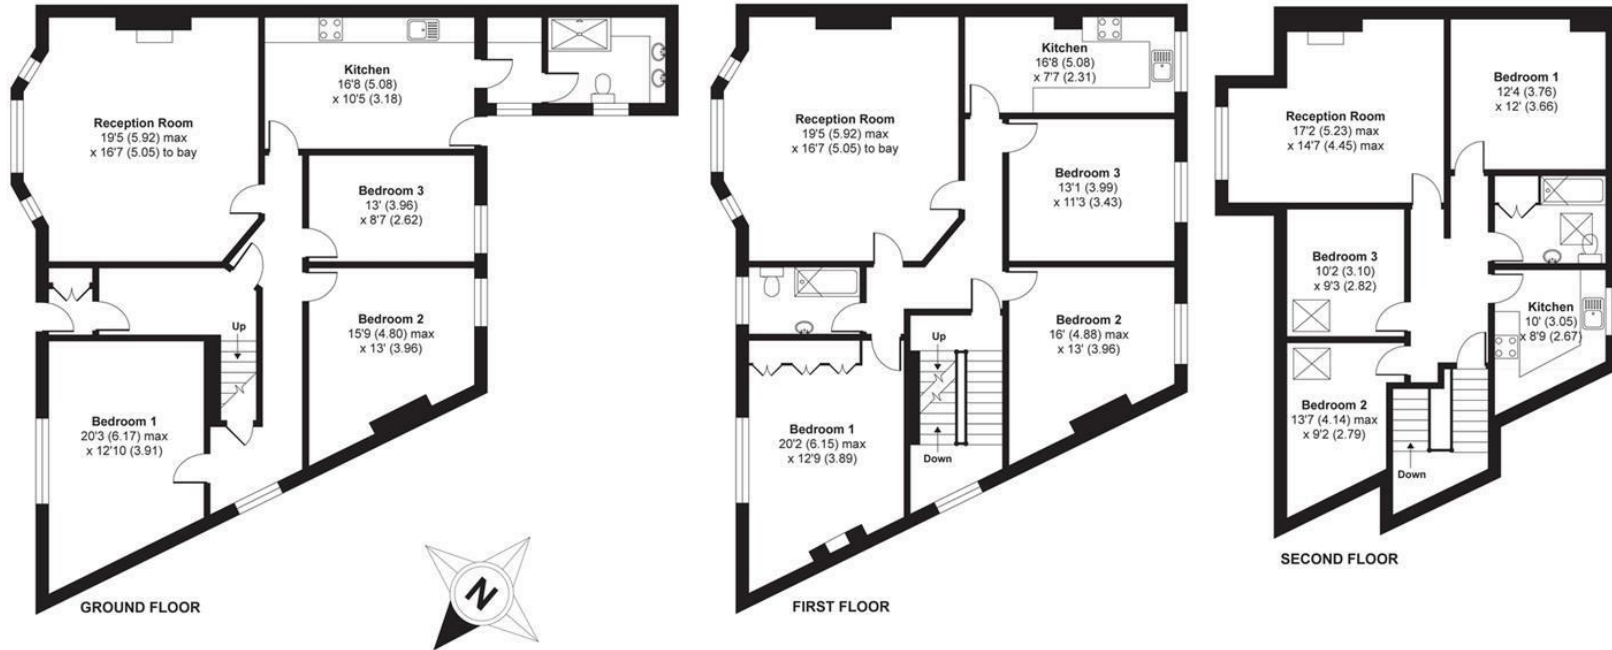 Reception Room
19'5 (5.92) max
x 16'7 (5.05) to bay
Kitchen
16'8 (5.08)
x 10'5 (3.18)
Bedroom 3
13' (3.96)
x 8'7 (2.62)
Bedroom 2
15'9 (4.80) max
x 13' (3.96)
Up
Bedroom 1
20'3 (6.17) max
x 12'10 (3.91)
GROUND FLOOR
N
Reception Room
19'5 (5.92) max
x 16'7 (5.05) to bay
Kitchen
16'8 (5.08)
x 7'7 (2.31)
Bedroom 3
13'1 (3.99)
x 11'3 (3.43)
Bedroom 2
16' (4.88) max
x 13' (3.96)
Up
Down
Bedroom 1
20'2 (6.15) max
x 12'9 (3.89)
FIRST FLOOR
Reception Room
17'2 (5.23) max
x 14'7 (4.45) max
Bedroom 1
12'4 (3.76)
x 12' (3.66)
Bedroom 3
10'2 (3.10)
x 9'3 (2.82)
Kitchen
10' (3.05)
x 8'9 (2.67)
Bedroom 2
13'7 (4.14) max
x 9'2 (2.79)
Down
SECOND FLOOR